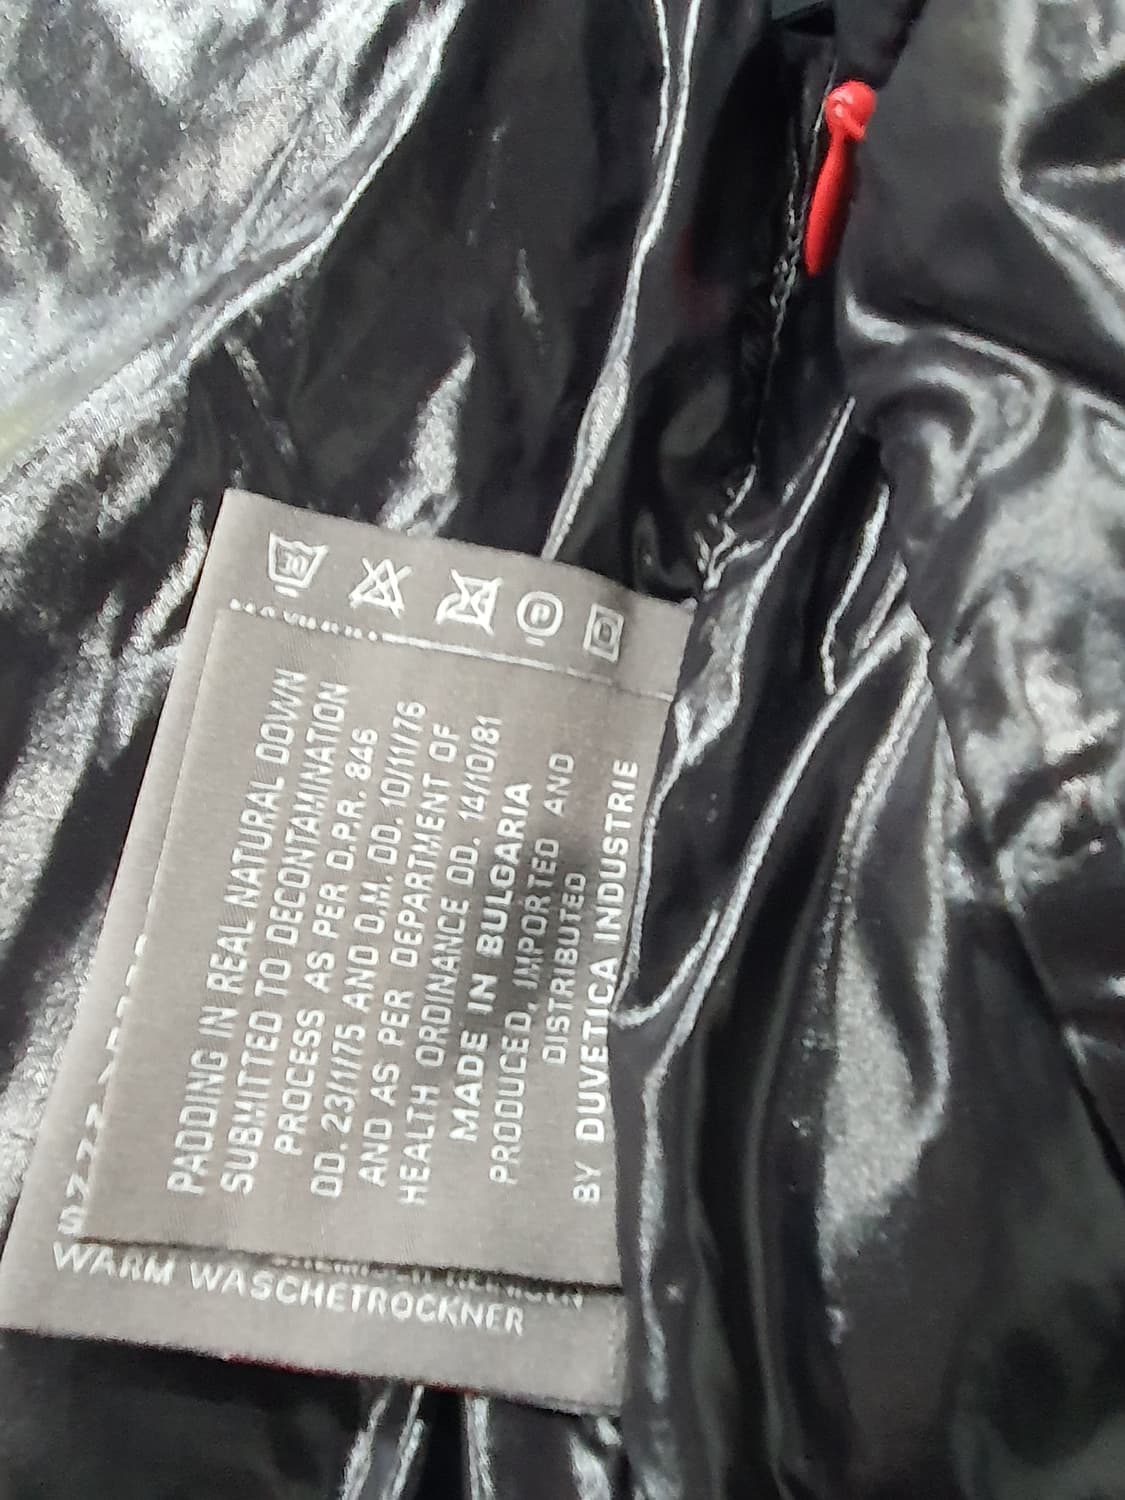 PADDING IN REAL NATURAL DOWN
SUBMITTED TO DECONTAMINATION
PROCESS AS PER D.P.R. 846
DD. 23/1/75 AND D.M. DD. 10/11/76
AND AS PER DEPARTMENT OF
HEALTH ORDINANCE DD. 14/10/81
MADE IN BULGARIA
PRODUCED, IMPORTED AND
DISTRIBUTED
BY DUVETICA INDUSTRIE
WARM WASCHETROCKNER